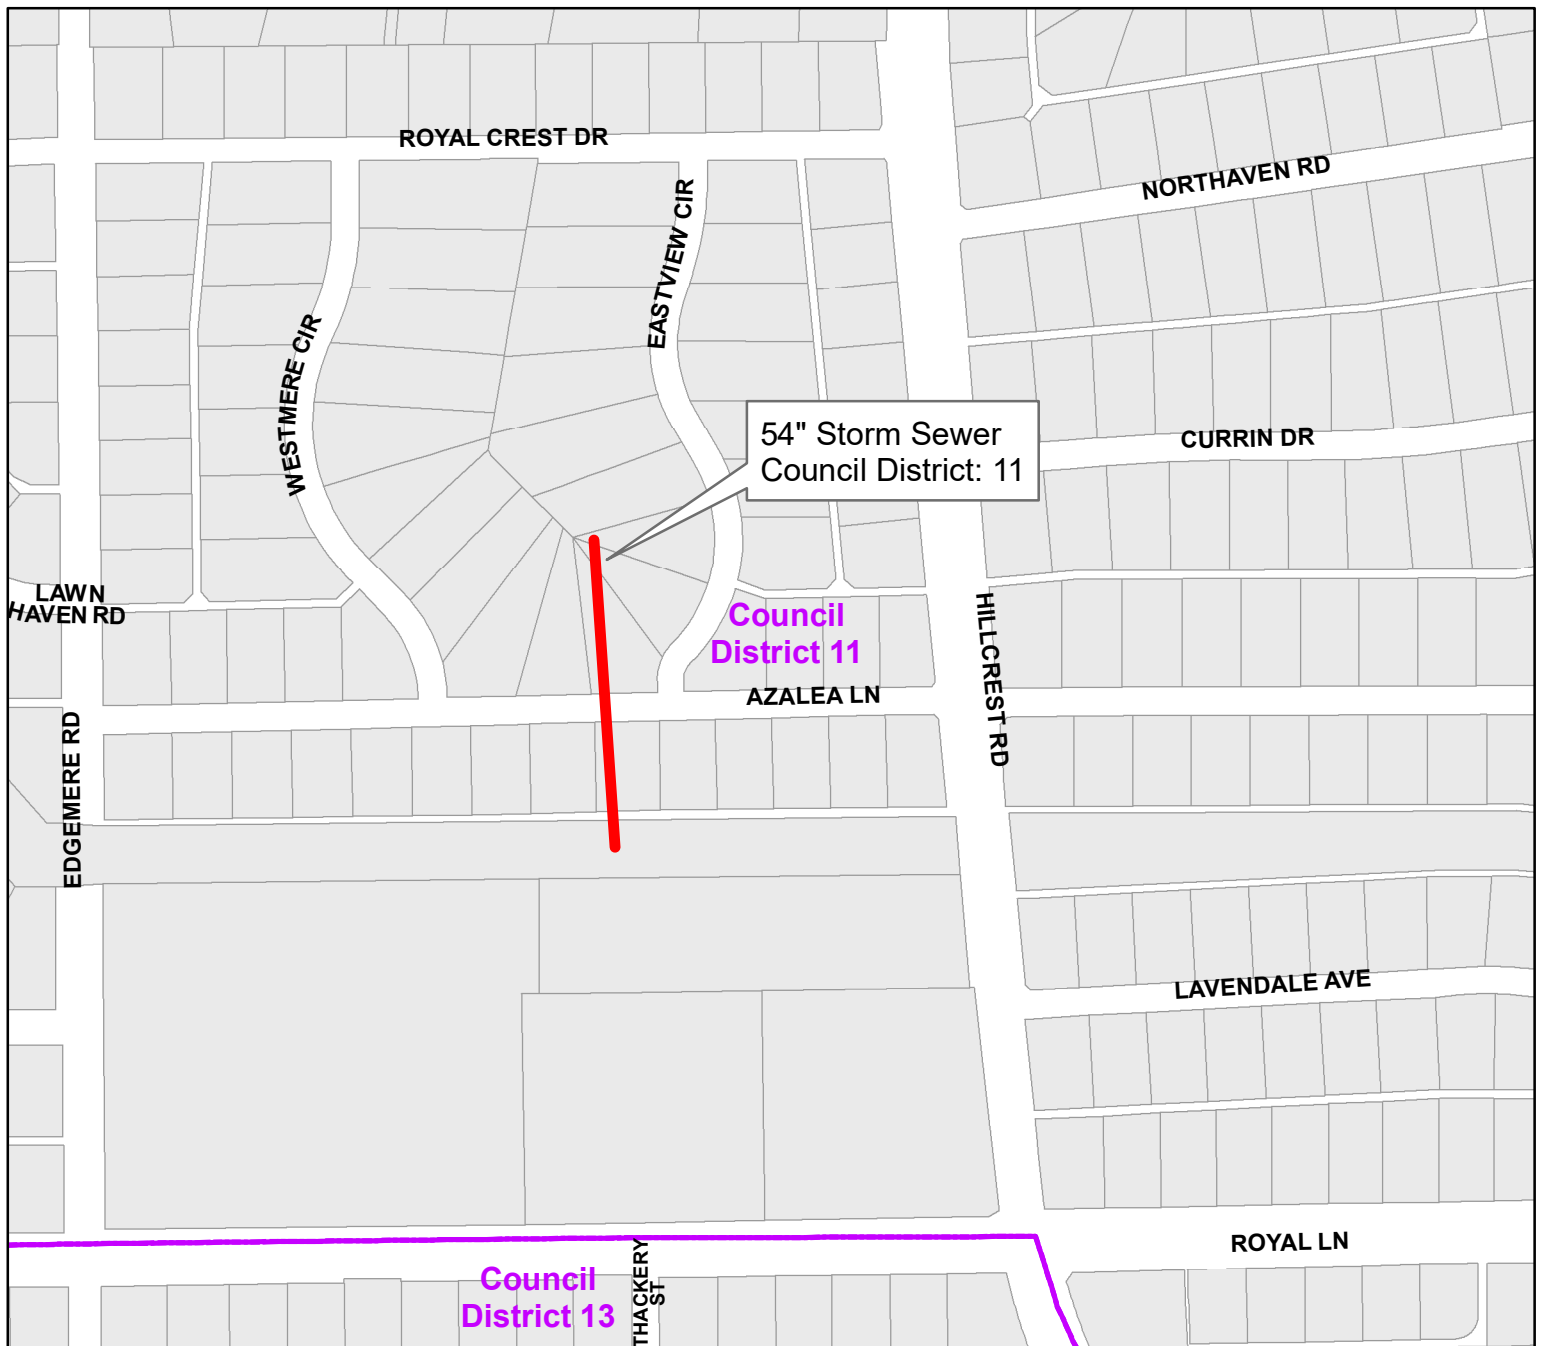 ROYAL CREST DR
NORTHAVEN RD
EASTVIEW CIR
WESTMERE CIR
54" Storm Sewer
Council District: 11
CURRIN DR
LAWN
HAVEN RD
Council
District 11
HILLCREST RD
AZALEA LN
EDGEMERE RD
LAVENDALE AVE
ROYAL LN
Council
District 13
THACKERY
ST